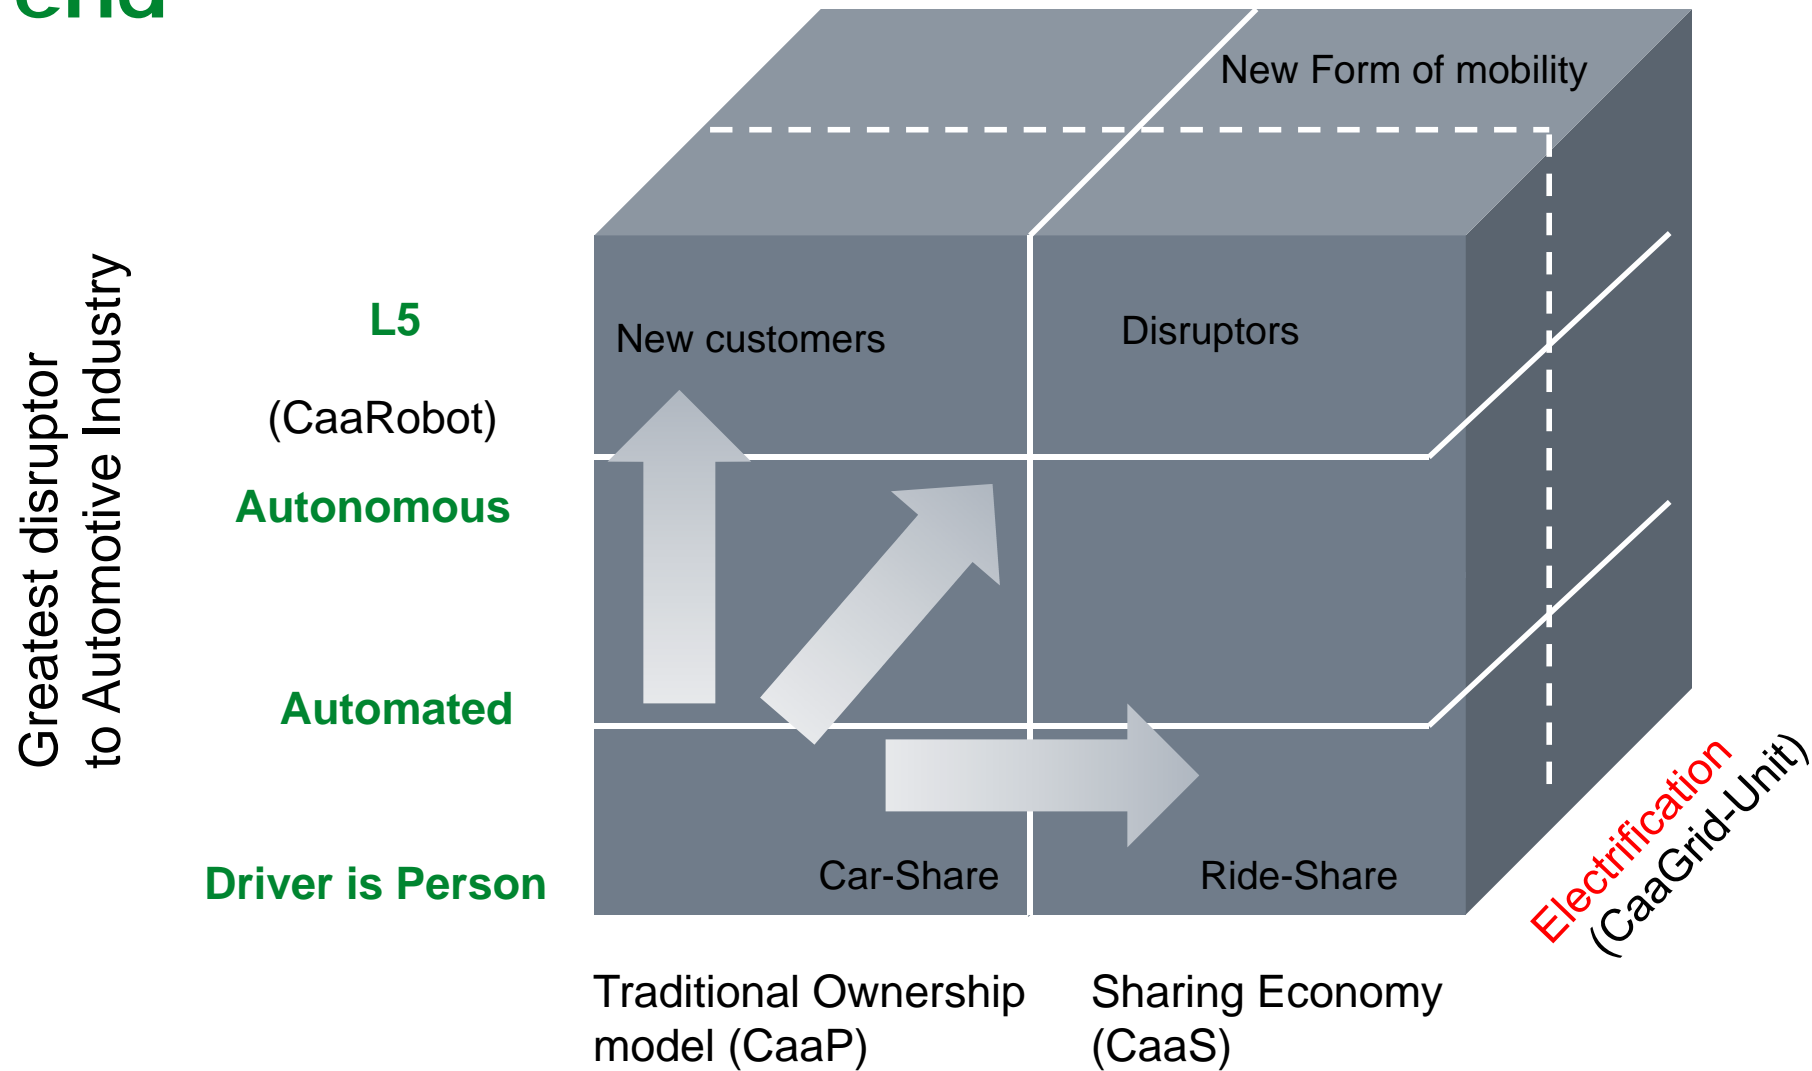 New Form of mobility
Greatest disruptor
to Automotive Industry
L5
(CaaRobot)
Autonomous
Automated
Driver is Person
New customers
Disruptors
Car-Share
Ride-Share
Electrification
(CaaGrid-Unit)
Traditional Ownership
model (CaaP)
Sharing Economy
(CaaS)